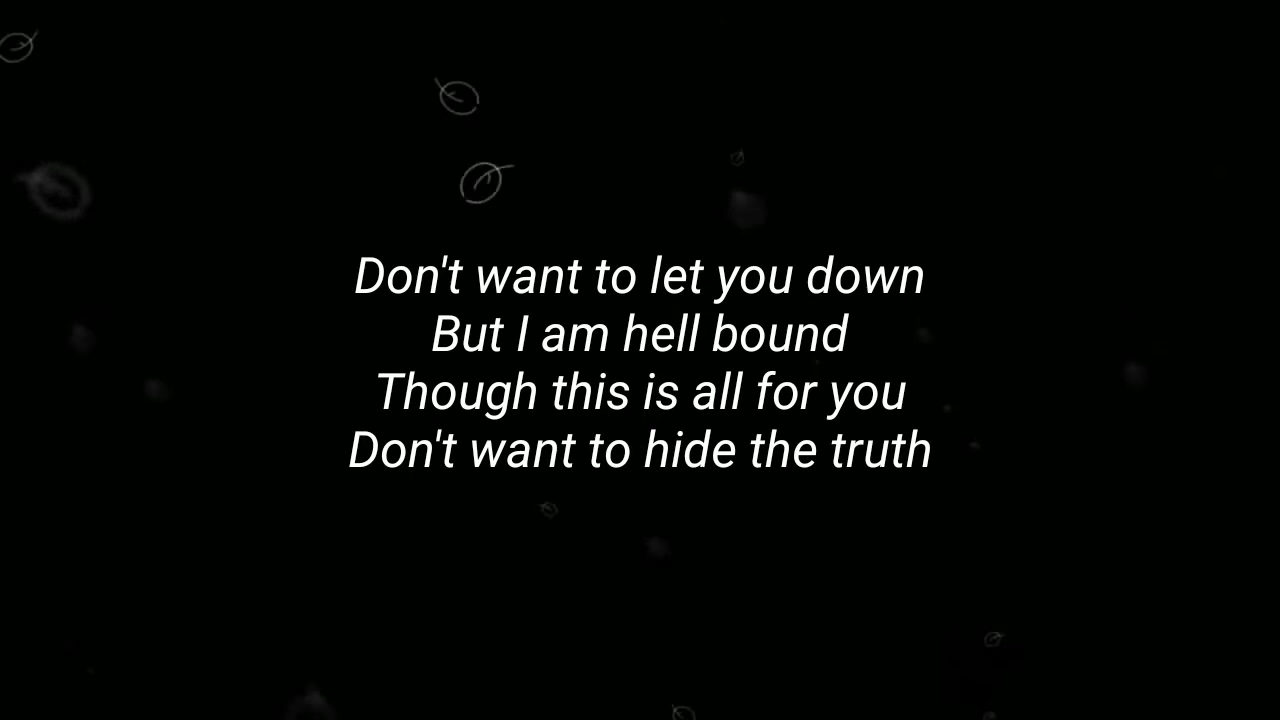 Don't want to let you down
But I am hell bound
Though this is all for you
Don't want to hide the truth